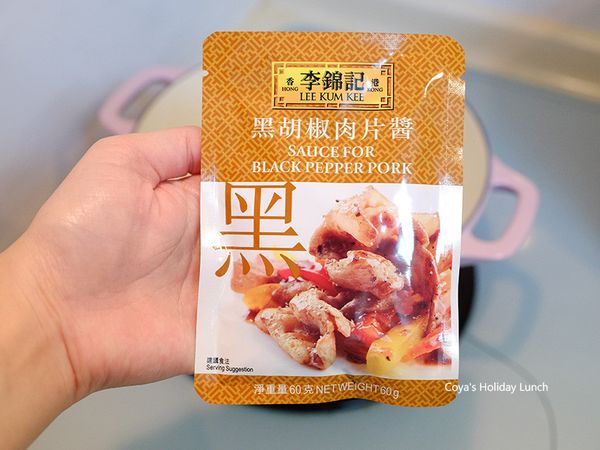 香 李錦記 港
HONG LEE KUM KEE KONG
黑胡椒肉片醬
SAUCE FOR
BLACK PEPPER PORK
黑
建議食法
Serving Suggestion
淨重量 60 克 NET WEIGHT 60 g
Coya's Holiday Lunch